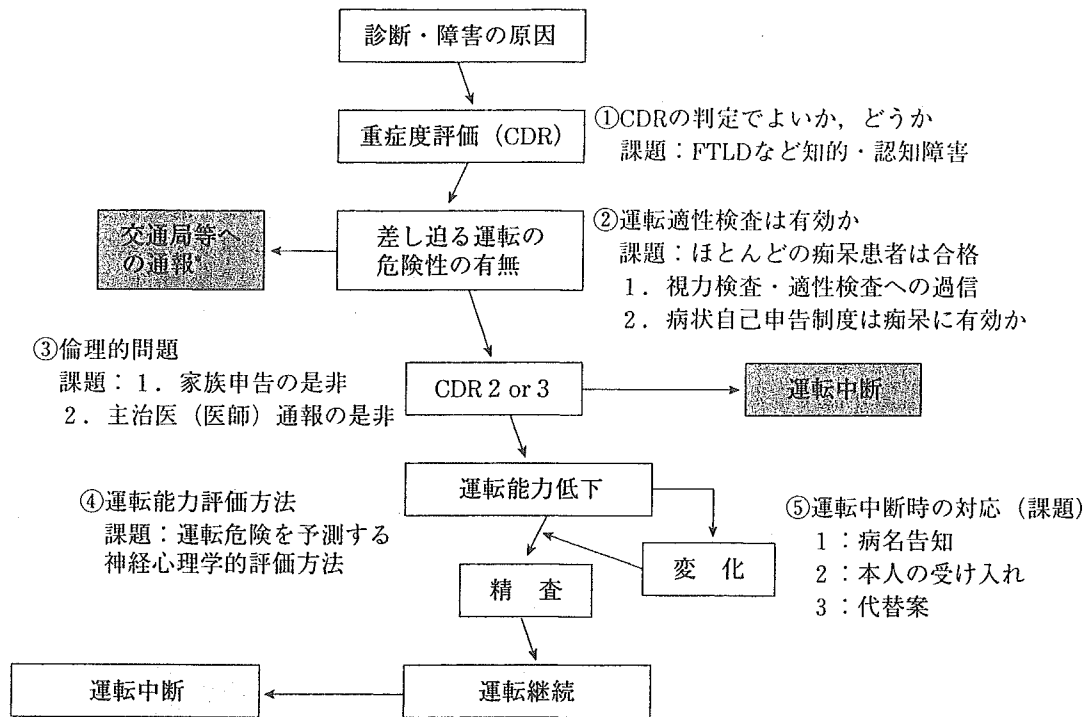 診断・障害の原因
重症度評価（CDR）
①CDRの判定でよいか，どうか
課題：FTLDなど知的・認知障害
交通局等へ
の通報*
差し迫る運転の
危険性の有無
②運転適性検査は有効か
課題：ほとんどの痴呆患者は合格
1．視力検査・適性検査への過信
2．病状自己申告制度は痴呆に有効か
③倫理的問題
課題：1．家族申告の是非
2．主治医（医師）通報の是非
CDR 2 or 3
運転中断
運転能力低下
④運転能力評価方法
課題：運転危険を予測する
神経心理学的評価方法
変　化
⑤運転中断時の対応（課題）
1：病名告知
2：本人の受け入れ
3：代替案
精　査
運転中断
運転継続